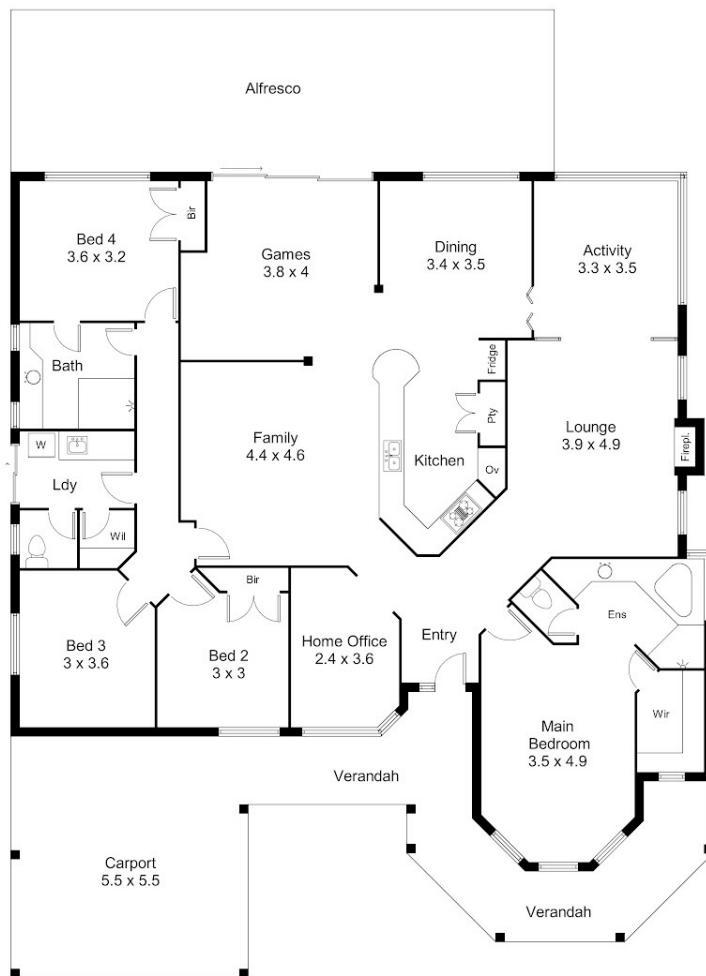 Alfresco
Bed 4
3.6 x 3.2
Bir
Games
3.8 x 4
Dining
3.4 x 3.5
Activity
3.3 x 3.5
Bath
Fridge
Pty
Ov
Kitchen
Family
4.4 x 4.6
Lounge
3.9 x 4.9
Firepl.
W
Ldy
Wil
Bir
Bed 3
3 x 3.6
Bed 2
3 x 3
Home Office
2.4 x 3.6
Entry
Ens
Main
Bedroom
3.5 x 4.9
Wir
Verandah
Carport
5.5 x 5.5
Verandah